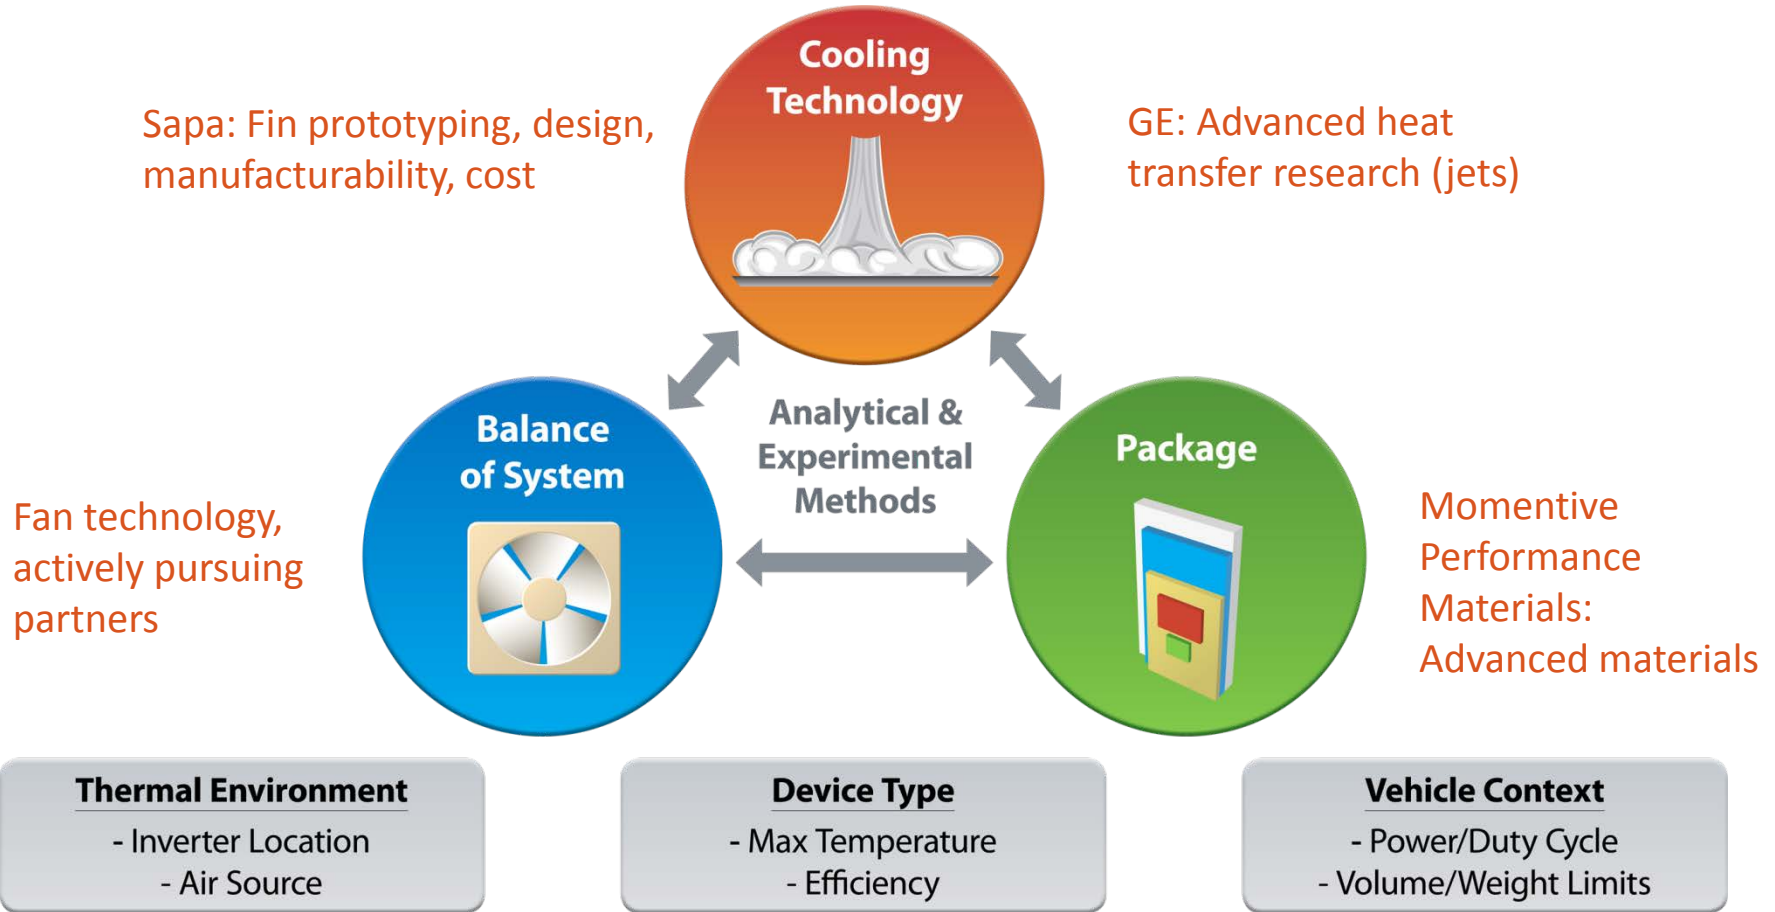 Cooling
Technology
Sapa: Fin prototyping, design,
manufacturability, cost
GE: Advanced heat
transfer research (jets)
Balance
of System
Analytical &
Experimental
Methods
Package
Fan technology,
actively pursuing
partners
Momentive
Performance
Materials:
Advanced materials
Thermal Environment
- Inverter Location
- Air Source
Device Type
- Max Temperature
- Efficiency
Vehicle Context
- Power/Duty Cycle
- Volume/Weight Limits